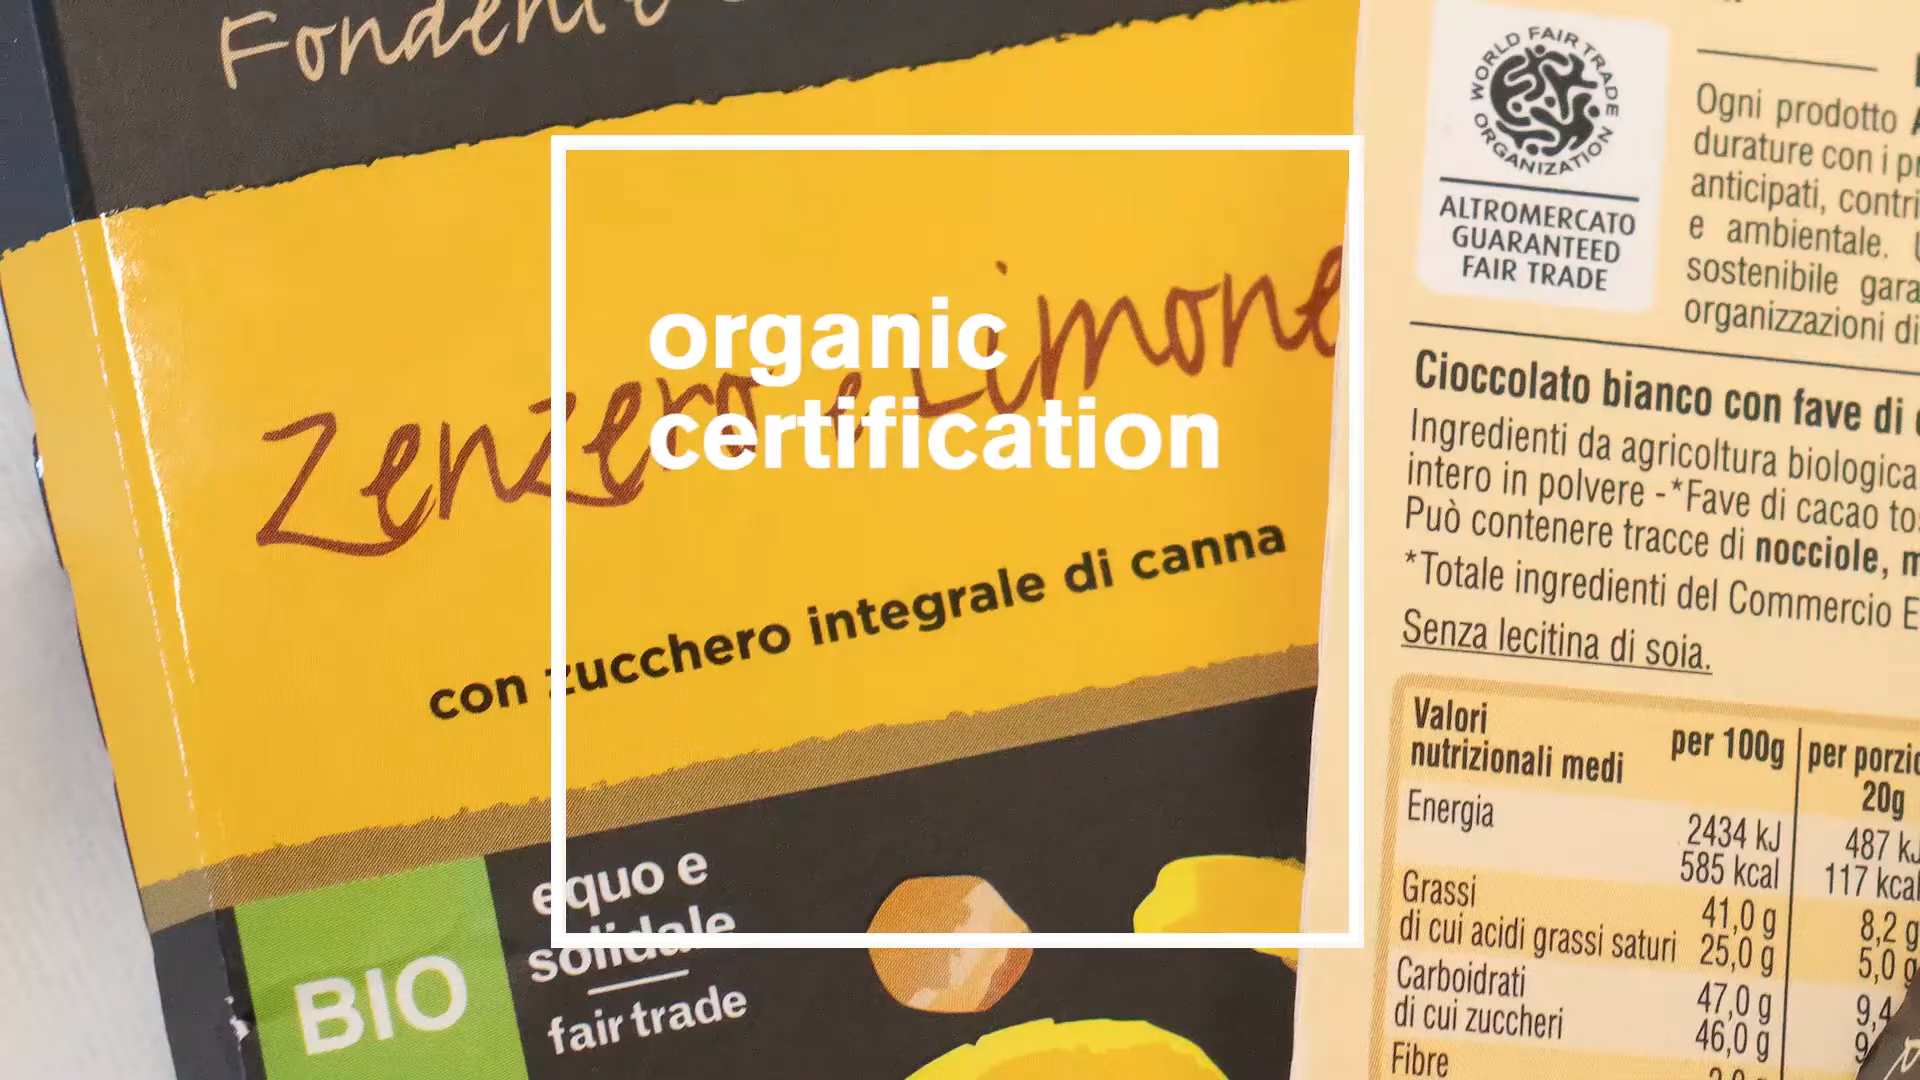 Fondente
Zenzero e Limone
organic
certification
con zucchero integrale di canna
BIO
equo e
solidale
fair trade
WORLD FAIR TRADE ORGANIZATION
ALTROMERCATO
GUARANTEED
FAIR TRADE
Ogni prodotto
durature con i
anticipati,
e ambientale.
sostenibile
organizzazioni di
Cioccolato bianco con fave di
Ingredienti da agricoltura biologica
intero in polvere - *Fave di cacao
Può contenere tracce di nocciole,
*Totale ingredienti del Commercio
Senza lecitina di soia.
Valori
nutrizionali medi per 100g per
20g
Energia 2434 kJ 487
585 kcal 117 kcal
Grassi 41,0 g 8,2 g
di cui acidi grassi saturi 25,0 g 5,0 g
Carboidrati 47,0 g 9,4
di cui zuccheri 46,0 g
Fibre